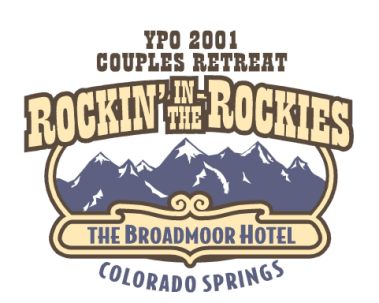 YPO 2001
COUPLES RETREAT
ROCKIN' IN-THE-ROCKIES
THE BROADMOOR HOTEL
COLORADO SPRINGS